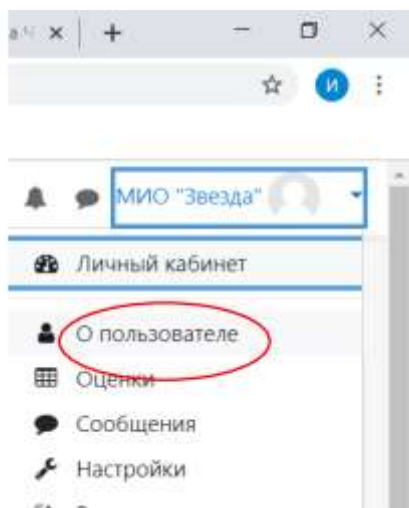 И
МИО "Звезда"
Личный кабинет
О пользователе
Оценки
Сообщения
Настройки